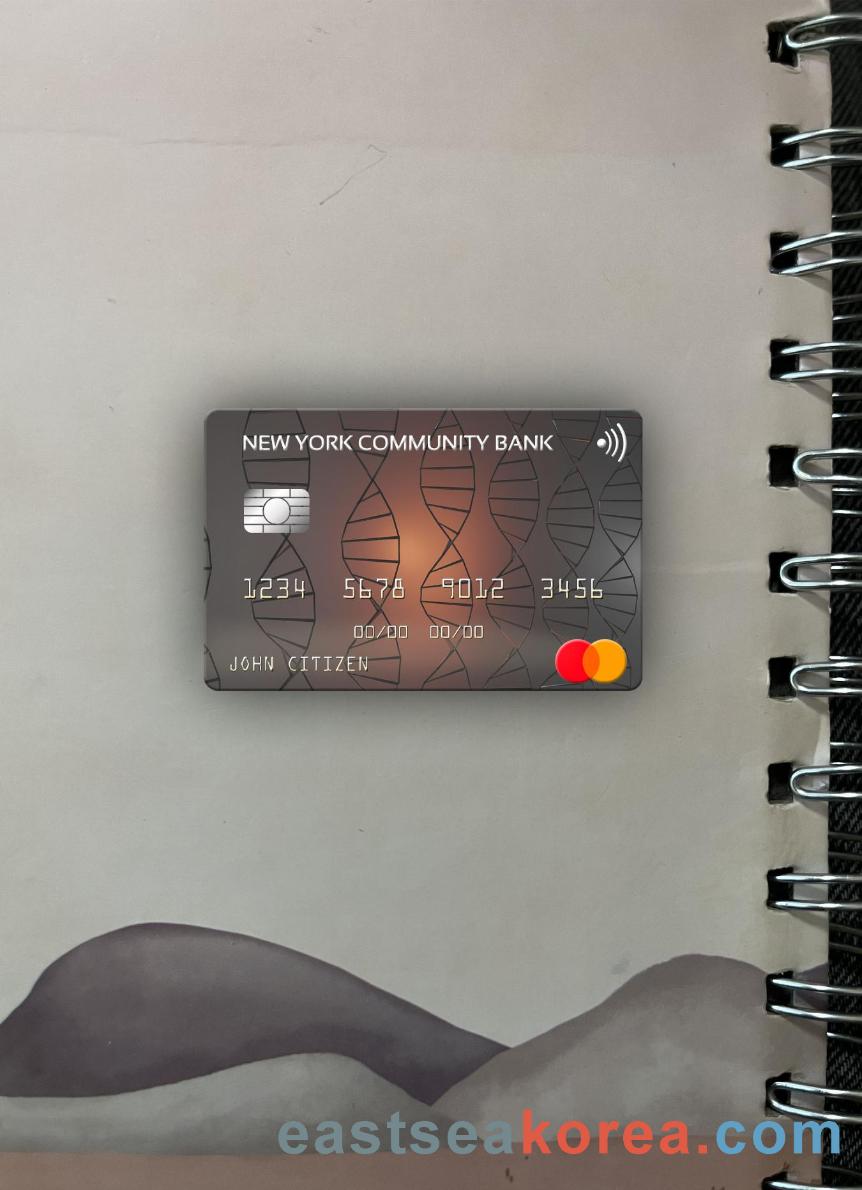 NEW YORK COMMUNITY BANK
1234 5678 9012 3456
00/00 00/00
JOHN CITIZEN
eastseakorea.com